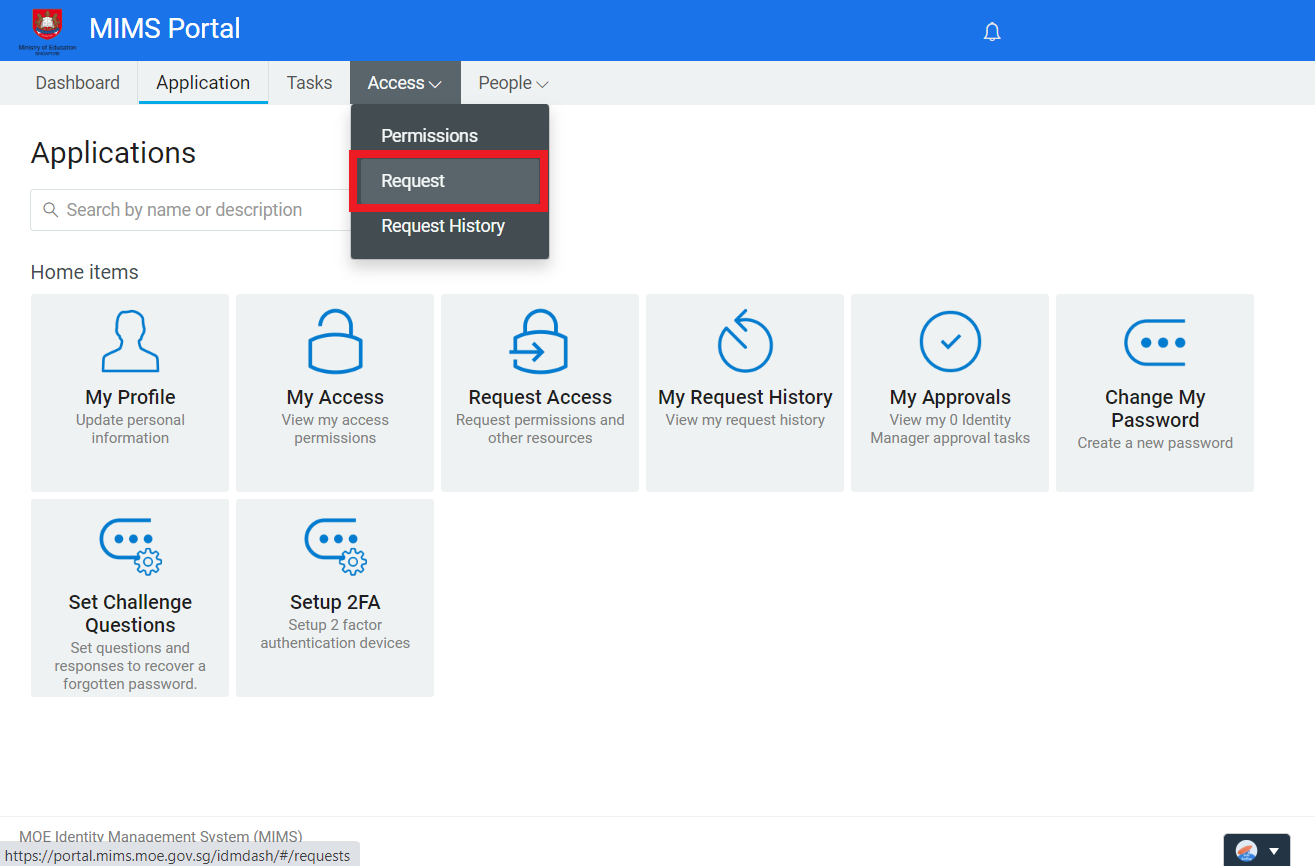 MIMS Portal
Ministry of Education
SINGAPORE
Dashboard
Application
Tasks
Access
People
Permissions
Request
Request History
Applications
Search by name or description
Home items
My Profile
Update personal
information
My Access
View my access
permissions
Request Access
Request permissions and
other resources
My Request History
View my request history
My Approvals
View my 0 Identity
Manager approval tasks
Change My
Password
Create a new password
Set Challenge
Questions
Set questions and
responses to recover a
forgotten password.
Setup 2FA
Setup 2 factor
authentication devices
MOE Identity Management System (MIMS)
https://portal.mims.moe.gov.sg/idmdash/#/requests